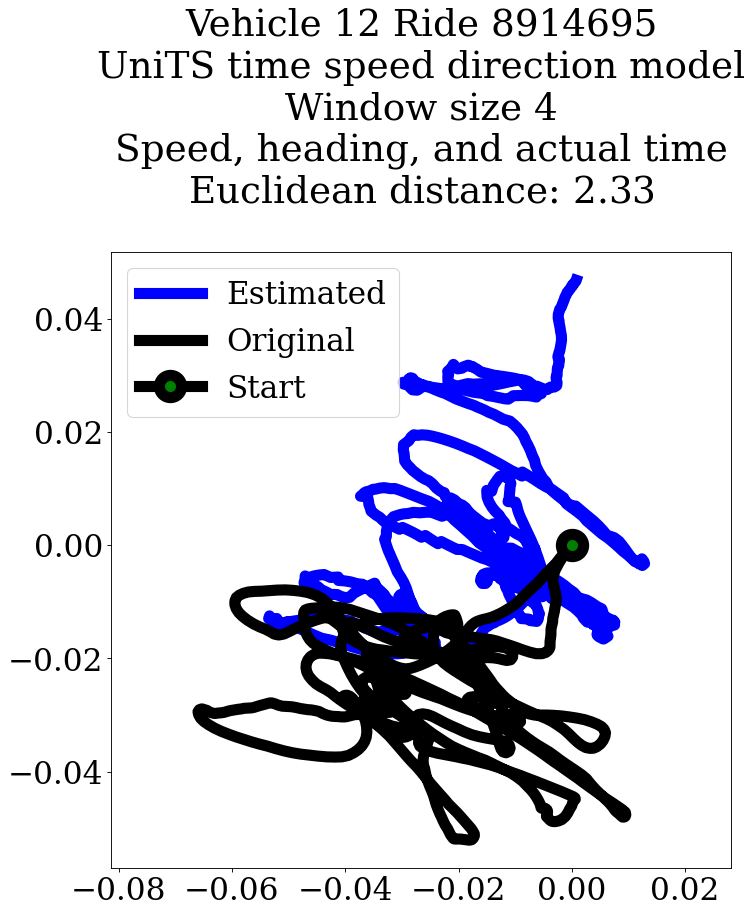 Vehicle 12 Ride 8914695
UniTS time speed direction model
Window size 4
Speed, heading, and actual time
Euclidean distance: 2.33
Estimated
Original
Start
0.04
0.02
0.00
−0.02
−0.04
−0.08 −0.06 −0.04 −0.02 0.00 0.02